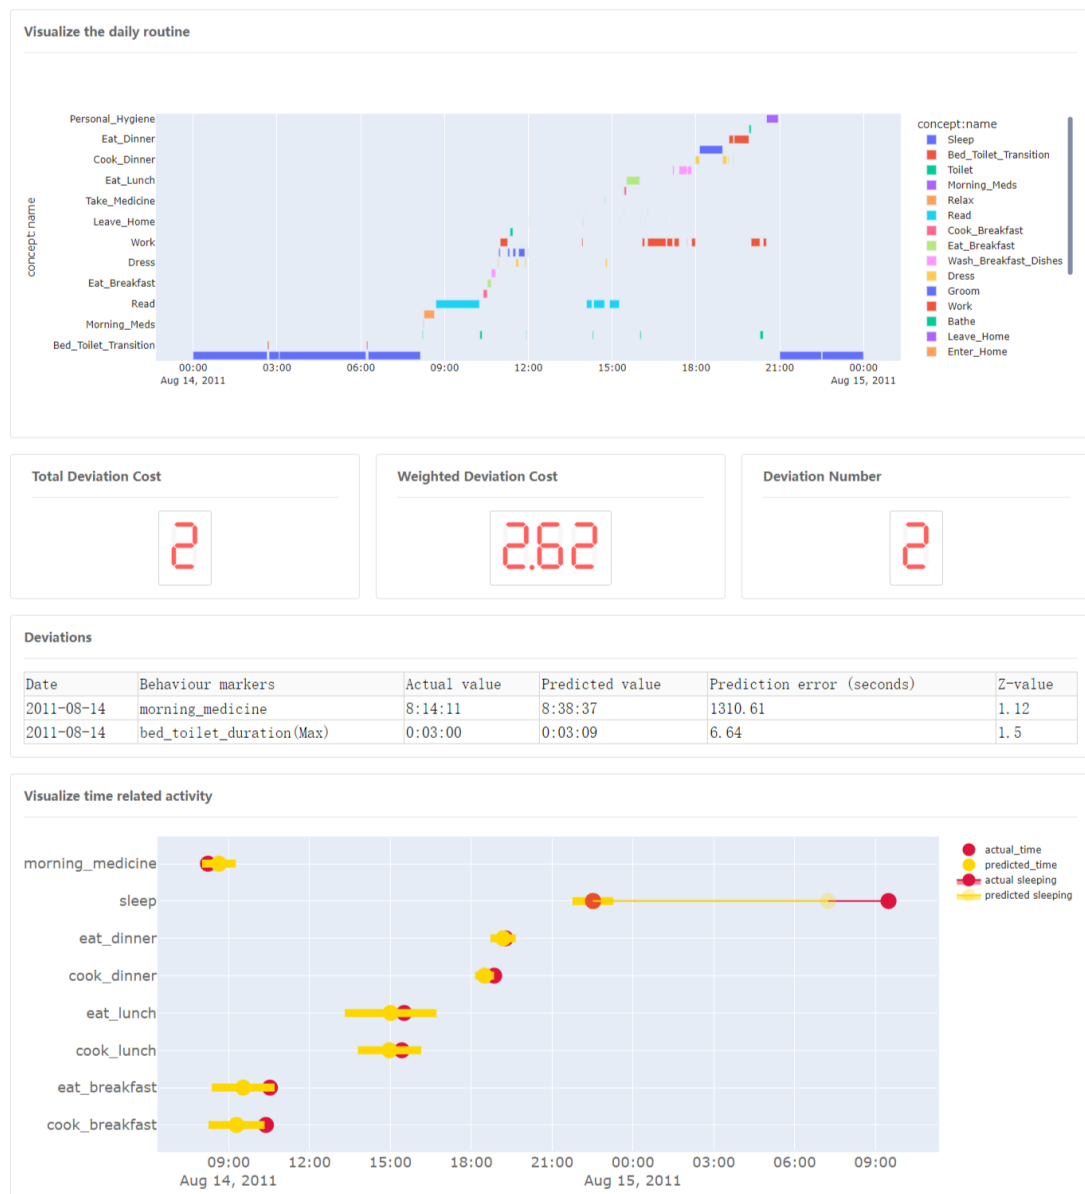 Visualize the daily routine
concept:name
Personal_Hygiene
Eat_Dinner
Cook_Dinner
Eat_Lunch
Take_Medicine
Leave_Home
Work
Dress
Eat_Breakfast
Read
Morning_Meds
Bed_Toilet_Transition
00:00 03:00 06:00 09:00 12:00 15:00 18:00 21:00 00:00
Aug 14, 2011 Aug 15, 2011
concept:name
Sleep
Bed_Toilet_Transition
Toilet
Morning_Meds
Relax
Read
Cook_Breakfast
Eat_Breakfast
Wash_Breakfast_Dishes
Dress
Groom
Work
Bathe
Leave_Home
Enter_Home
Total Deviation Cost
2
Weighted Deviation Cost
2.62
Deviation Number
2
Deviations
Date Behaviour markers Actual value Predicted value Prediction error (seconds) Z-value
2011-08-14 morning_medicine 8:14:11 8:38:37 1310.61 1.12
2011-08-14 bed_toilet_duration(Max) 0:03:00 0:03:09 6.64 1.5
Visualize time related activity
morning_medicine
sleep
eat_dinner
cook_dinner
eat_lunch
cook_lunch
eat_breakfast
cook_breakfast
09:00 12:00 15:00 18:00 21:00 00:00 03:00 06:00 09:00
Aug 14, 2011 Aug 15, 2011
actual_time
predicted_time
actual sleeping
predicted sleeping